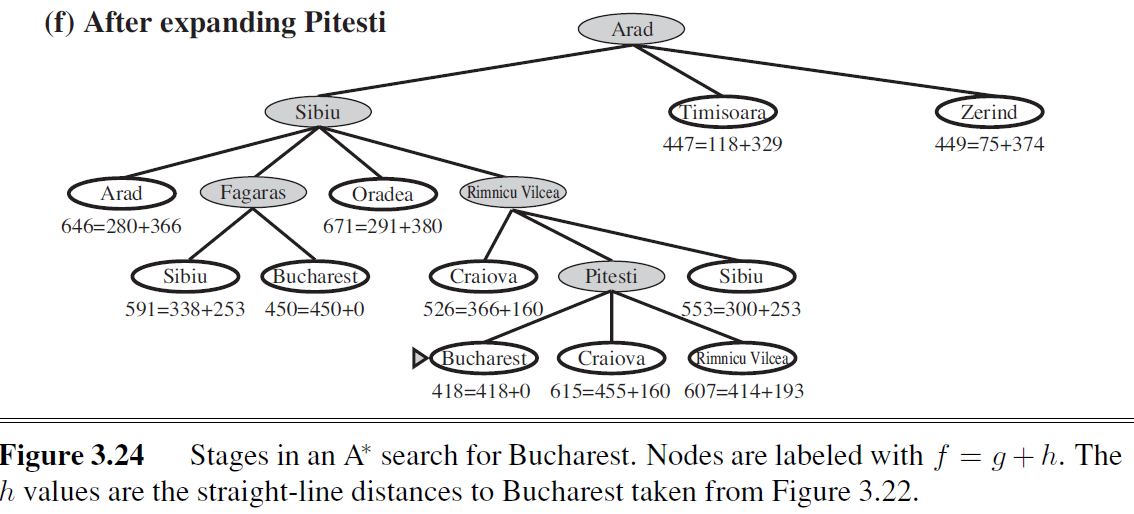 (f) After expanding Pitesti
Arad
Sibiu
Timisoara
Zerind
447=118+329
449=75+374
Arad
Fagaras
Oradea
Rimnicu Vilcea
646=280+366
671=291+380
Sibiu
Bucharest
Craiova
Pitesti
Sibiu
591=338+253
450=450+0
526=366+160
553=300+253
Bucharest
Craiova
Rimnicu Vilcea
418=418+0
615=455+160
607=414+193
Figure 3.24 Stages in an A* search for Bucharest. Nodes are labeled with f = g + h. The
h values are the straight-line distances to Bucharest taken from Figure 3.22.